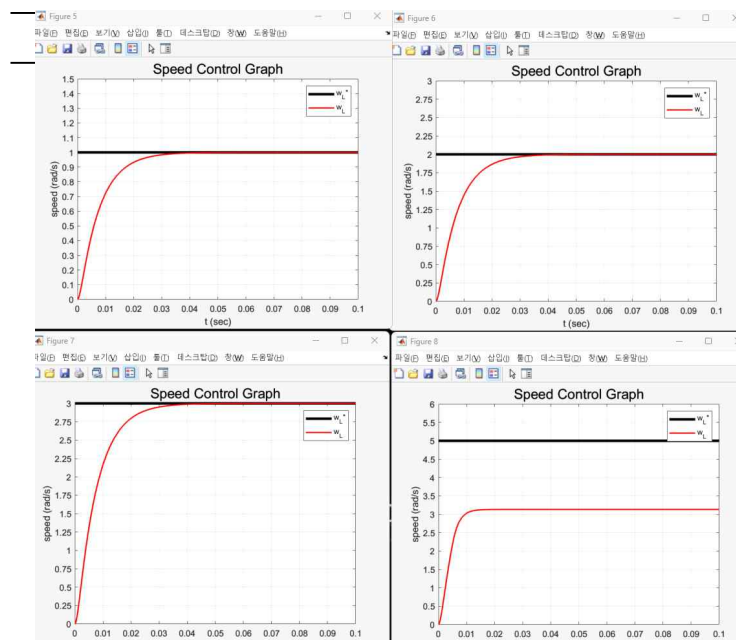 Figure 5
파일(F) 편집(E) 보기(V) 삽입(I) 툴(T) 데스크탑(D) 창(W) 도움말(H)
Speed Control Graph
1.5
1.4
1.3
1.2
1.1
1
0.9
0.8
0.7
0.6
0.5
0.4
0.3
0.2
0.1
0
speed (rad/s)
w_L*
w_L
0 0.01 0.02 0.03 0.04 0.05 0.06 0.07 0.08 0.09 0.1
t (sec)
Figure 6
파일(F) 편집(E) 보기(V) 삽입(I) 툴(T) 데스크탑(D) 창(W) 도움말(H)
Speed Control Graph
3
2.75
2.5
2.25
2
1.75
1.5
1.25
1
0.75
0.5
0.25
0
speed (rad/s)
w_L*
w_L
0 0.01 0.02 0.03 0.04 0.05 0.06 0.07 0.08 0.09 0.1
t (sec)
Figure 7
파일(F) 편집(E) 보기(V) 삽입(I) 툴(T) 데스크탑(D) 창(W) 도움말(H)
Speed Control Graph
3
2.75
2.5
2.25
2
1.75
1.5
1.25
1
0.75
0.5
0.25
0
speed (rad/s)
w_L*
w_L
0 0.01 0.02 0.03 0.04 0.05 0.06 0.07 0.08 0.09 0.1
Figure 8
파일(F) 편집(E) 보기(V) 삽입(I) 툴(T) 데스크탑(D) 창(W) 도움말(H)
Speed Control Graph
6
5.5
5
4.5
4
3.5
3
2.5
2
1.5
1
0.5
0
speed (rad/s)
w_L*
w_L
0 0.01 0.02 0.03 0.04 0.05 0.06 0.07 0.08 0.09 0.1